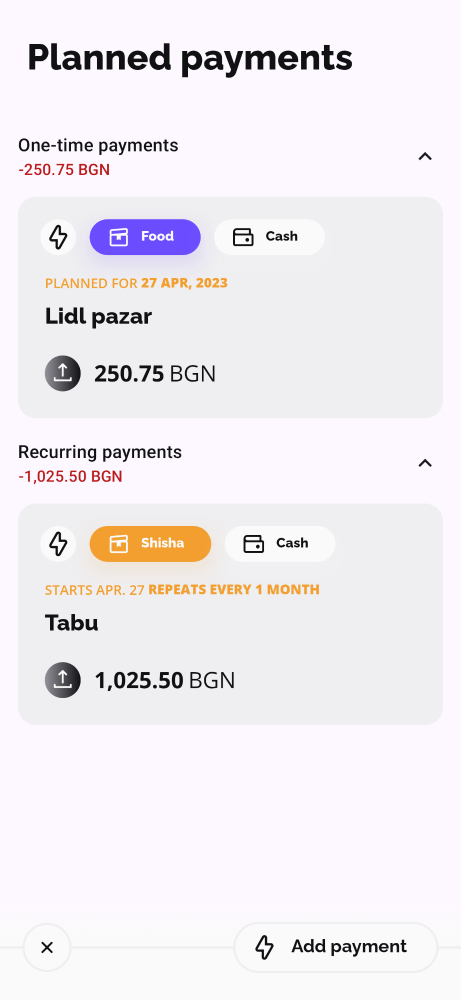 Planned payments
One-time payments
-250.75 BGN
Food
Cash
PLANNED FOR 27 APR, 2023
Lidl pazar
250.75 BGN
Recurring payments
-1,025.50 BGN
Shisha
Cash
STARTS APR. 27 REPEATS EVERY 1 MONTH
Tabu
1,025.50 BGN
Add payment